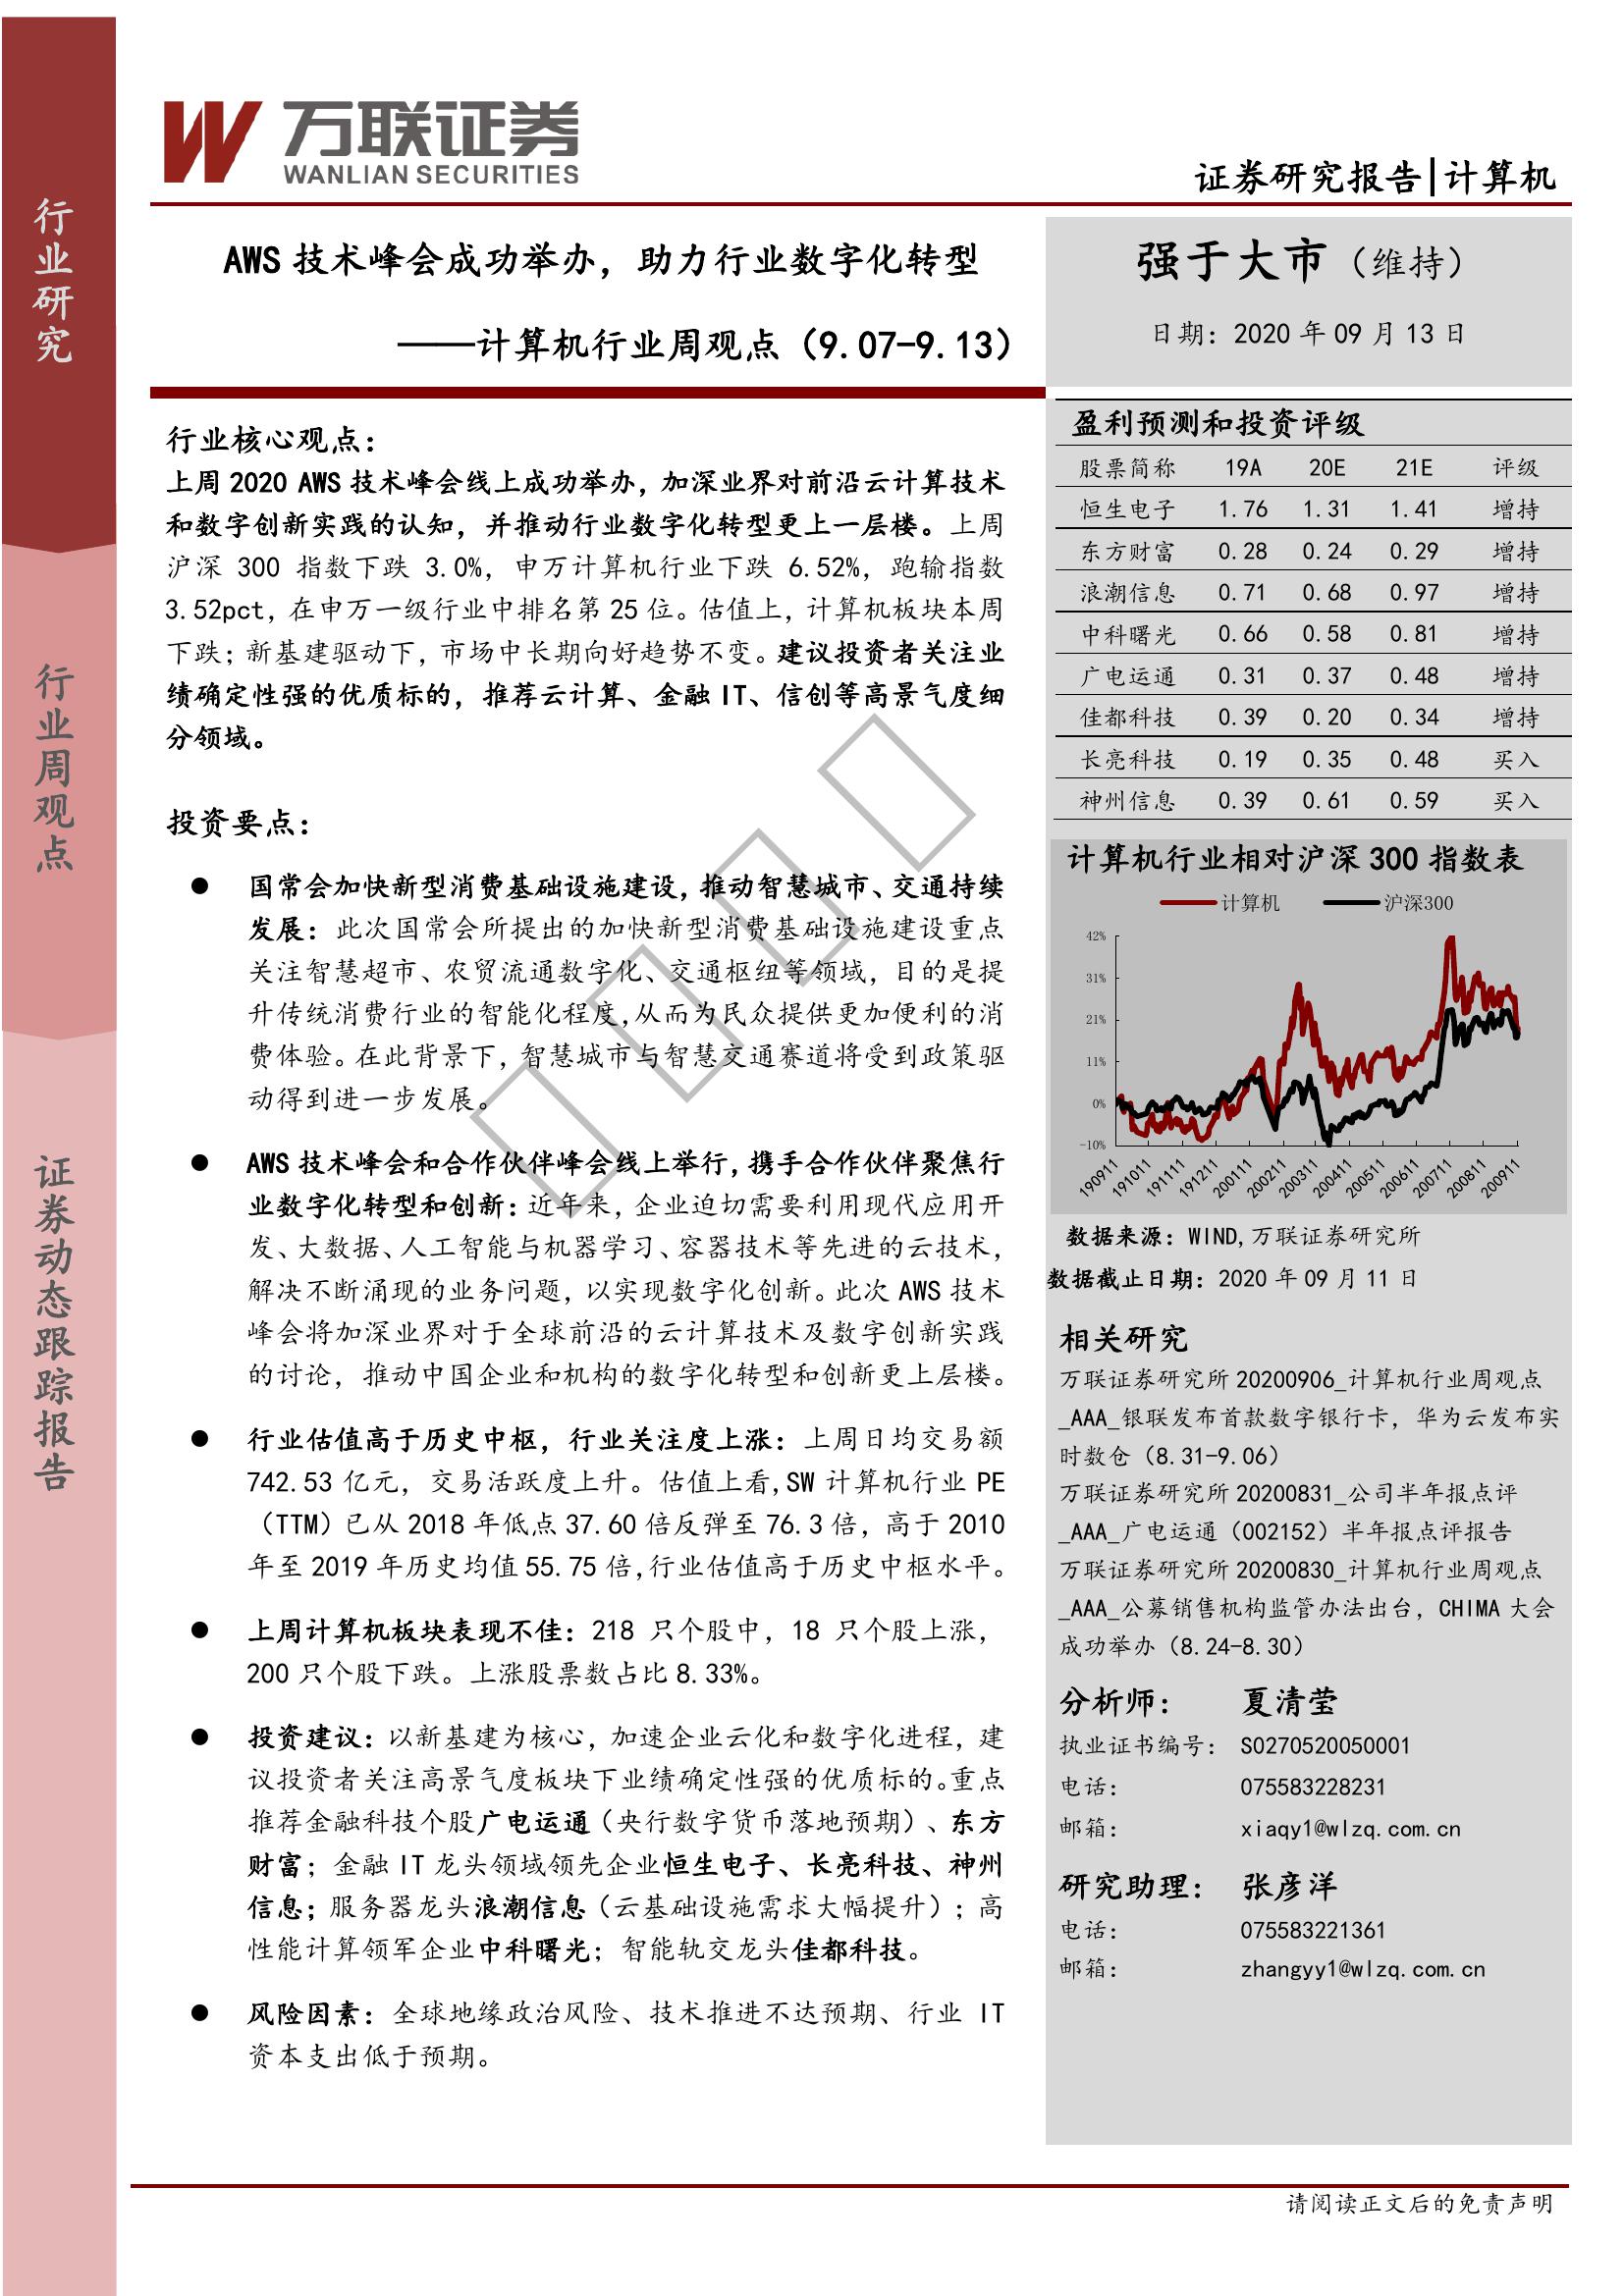 行业研究
行业周观点
证券动态跟踪报告
万联证券
WANLIAN SECURITIES
证券研究报告|计算机
AWS 技术峰会成功举办，助力行业数字化转型
——计算机行业周观点（9.07-9.13）
强于大市（维持）
日期：2020 年 09 月 13 日
行业核心观点：
上周 2020 AWS 技术峰会线上成功举办，加深业界对前沿云计算技术
和数字创新实践的认知，并推动行业数字化转型更上一层楼。上周
沪深 300 指数下跌 3.0%，申万计算机行业下跌 6.52%，跑输指数
3.52pct，在申万一级行业中排名第 25 位。估值上，计算机板块本周
下跌；新基建驱动下，市场中长期向好趋势不变。建议投资者关注业
绩确定性强的优质标的，推荐云计算、金融 IT、信创等高景气度细
分领域。
投资要点：
● 国常会加快新型消费基础设施建设，推动智慧城市、交通持续
发展：此次国常会所提出的加快新型消费基础设施建设重点
关注智慧超市、农贸流通数字化、交通枢纽等领域，目的是提
升传统消费行业的智能化程度，从而为民众提供更加便利的消
费体验。在此背景下，智慧城市与智慧交通赛道将受到政策驱
动得到进一步发展。
● AWS 技术峰会和合作伙伴峰会线上举行，携手合作伙伴聚焦行
业数字化转型和创新：近年来，企业迫切需要利用现代应用开
发、大数据、人工智能与机器学习、容器技术等先进的云技术，
解决不断涌现的业务问题，以实现数字化创新。此次 AWS 技术
峰会将加深业界对于全球前沿的云计算技术及数字创新实践
的讨论，推动中国企业和机构的数字化转型和创新更上层楼。
● 行业估值高于历史中枢，行业关注度上涨：上周日均交易额
742.53 亿元，交易活跃度上升。估值上看，SW 计算机行业 PE
（TTM）已从 2018 年低点 37.60 倍反弹至 76.3 倍，高于 2010
年至 2019 年历史均值 55.75 倍，行业估值高于历史中枢水平。
● 上周计算机板块表现不佳：218 只个股中，18 只个股上涨，
200 只个股下跌。上涨股票数占比 8.33%。
● 投资建议：以新基建为核心，加速企业云化和数字化进程，建
议投资者关注高景气度板块下业绩确定性强的优质标的。重点
推荐金融科技个股广电运通（央行数字货币落地预期）、东方
财富；金融 IT 龙头领域领先企业恒生电子、长亮科技、神州
信息；服务器龙头浪潮信息（云基础设施需求大幅提升）；高
性能计算领军企业中科曙光；智能轨交龙头佳都科技。
● 风险因素：全球地缘政治风险、技术推进不达预期、行业 IT
资本支出低于预期。
盈利预测和投资评级
股票简称 19A 20E 21E 评级
恒生电子 1.76 1.31 1.41 增持
东方财富 0.28 0.24 0.29 增持
浪潮信息 0.71 0.68 0.97 增持
中科曙光 0.66 0.58 0.81 增持
广电运通 0.31 0.37 0.48 增持
佳都科技 0.39 0.20 0.34 增持
长亮科技 0.19 0.35 0.48 买入
神州信息 0.39 0.61 0.59 买入
计算机行业相对沪深 300 指数表
计算机 沪深300
42%
31%
21%
11%
0%
-10%
190911 191011 191111 191211 200111 200211 200311 200411 200511 200611 200711 200811 200911
数据来源：WIND，万联证券研究所
数据截止日期：2020 年 09 月 11 日
相关研究
万联证券研究所 20200906_计算机行业周观点
_AAA_银联发布首款数字银行卡，华为云发布实
时数仓（8.31-9.06）
万联证券研究所 20200831_公司半年报点评
_AAA_广电运通（002152）半年报点评报告
万联证券研究所 20200830_计算机行业周观点
_AAA_公募销售机构监管办法出台，CHIMA 大会
成功举办（8.24-8.30）
分析师： 夏清莹
执业证书编号： S0270520050001
电话： 075583228231
邮箱： xiaqy1@wlzq.com.cn
研究助理： 张彦洋
电话： 075583221361
邮箱： zhangyy1@wlzq.com.cn
请阅读正文后的免责声明